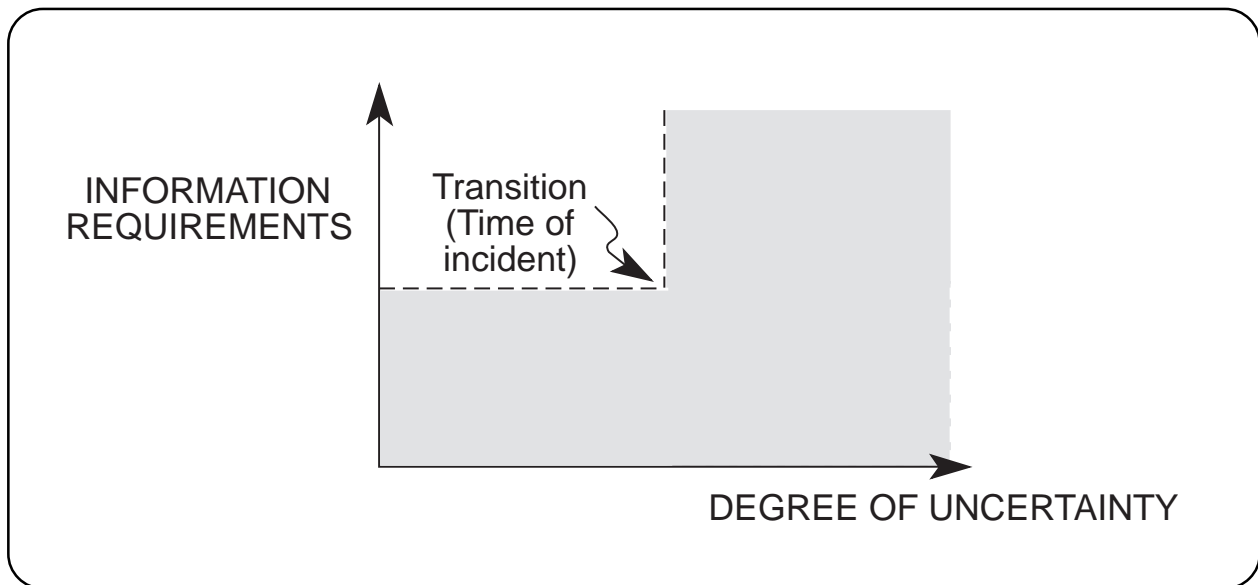 INFORMATION
REQUIREMENTS
Transition
(Time of
incident)
DEGREE OF UNCERTAINTY